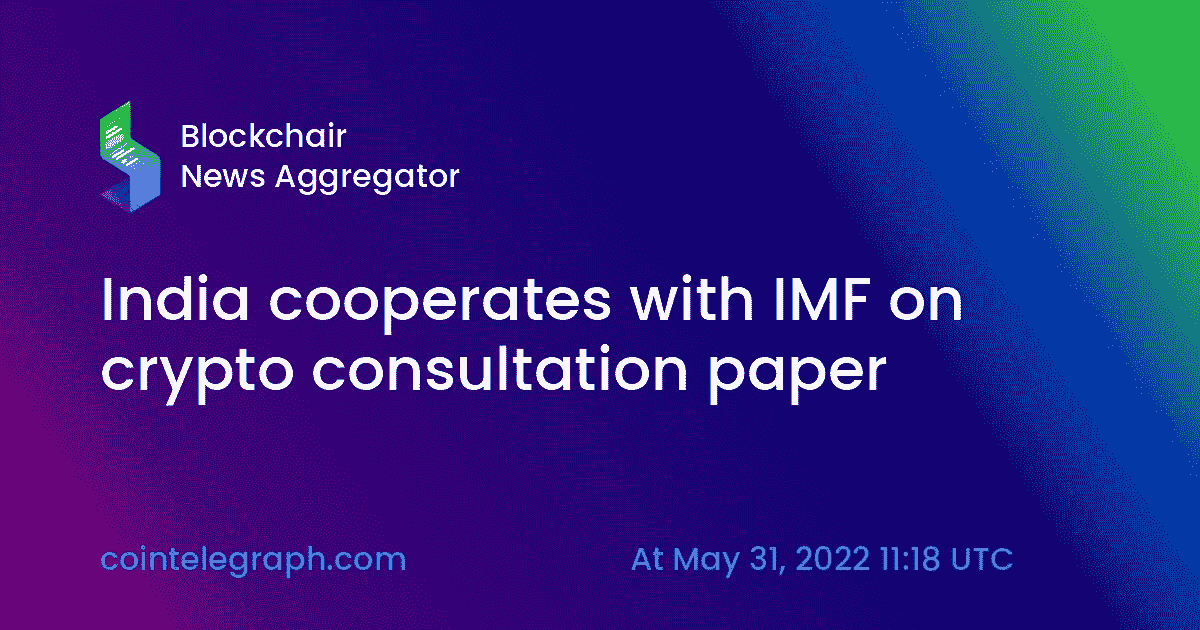 Blockchair
News Aggregator
India cooperates with IMF on
crypto consultation paper
cointelegraph.com
At May 31, 2022 11:18 UTC